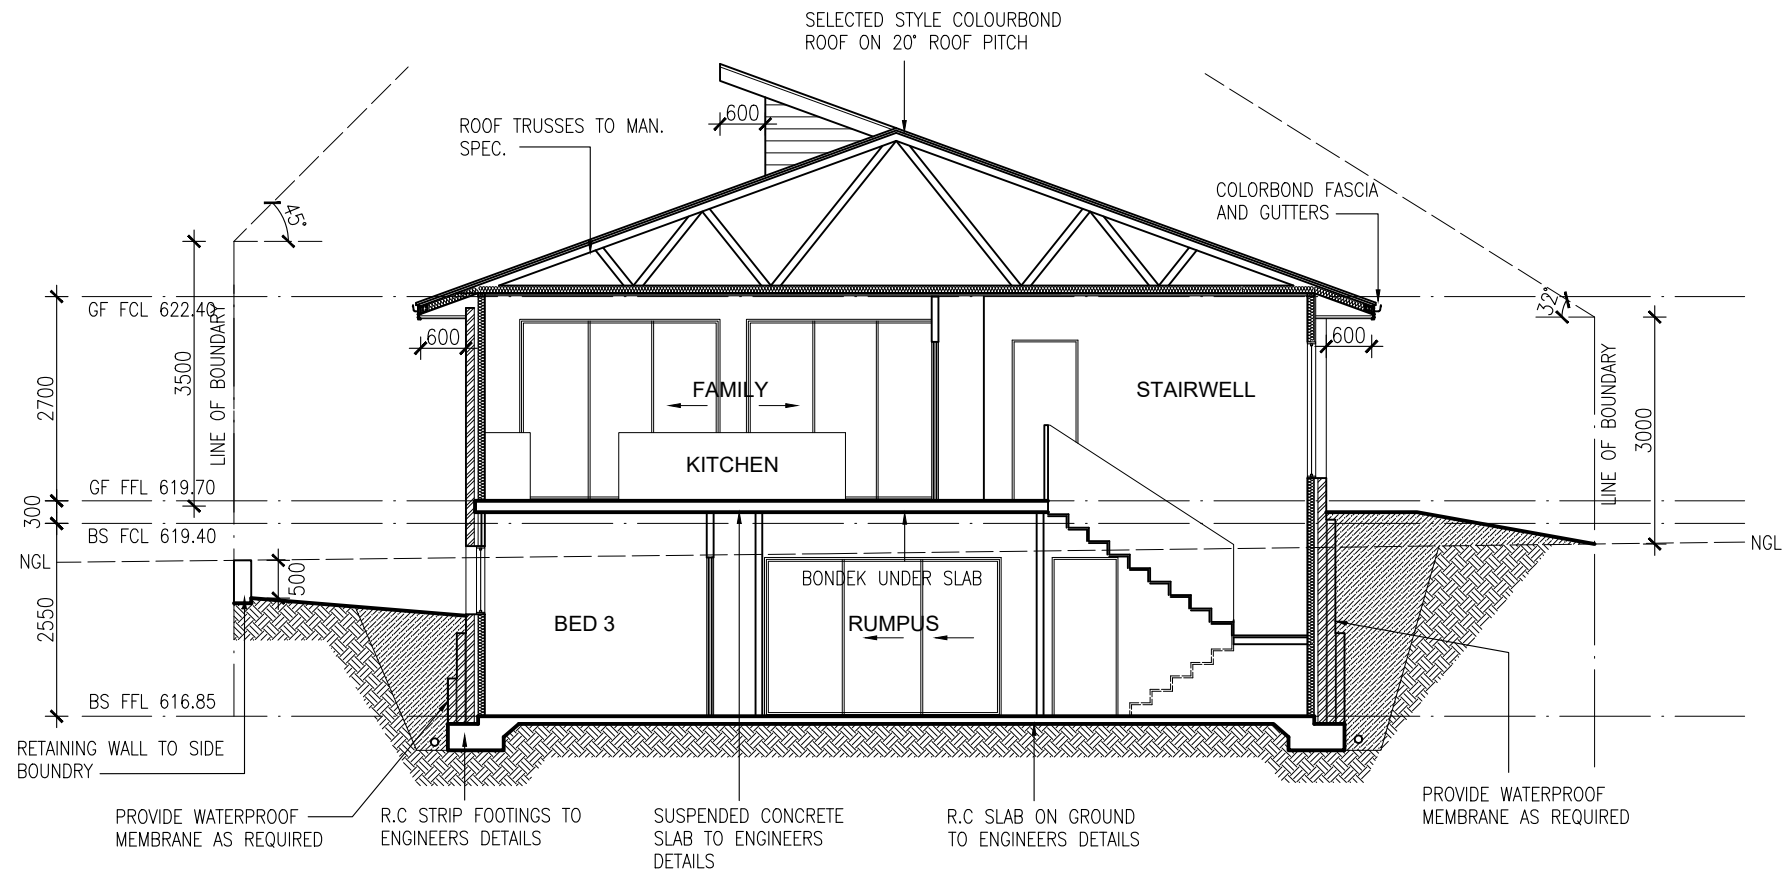 SELECTED STYLE COLOURBOND
ROOF ON 20° ROOF PITCH
600
ROOF TRUSSES TO MAN.
SPEC.
45°
COLORBOND FASCIA
AND GUTTERS
GF FCL 622.40
32°
600
600
2700
3500
LINE OF BOUNDARY
FAMILY
STAIRWELL
LINE OF BOUNDARY
3000
KITCHEN
GF FFL 619.70
300
BS FCL 619.40
NGL
NGL
500
BONDEK UNDER SLAB
2550
BED 3
RUMPUS
BS FFL 616.85
RETAINING WALL TO SIDE
BOUNDRY
PROVIDE WATERPROOF
MEMBRANE AS REQUIRED
R.C STRIP FOOTINGS TO
ENGINEERS DETAILS
SUSPENDED CONCRETE
SLAB TO ENGINEERS
DETAILS
R.C SLAB ON GROUND
TO ENGINEERS DETAILS
PROVIDE WATERPROOF
MEMBRANE AS REQUIRED